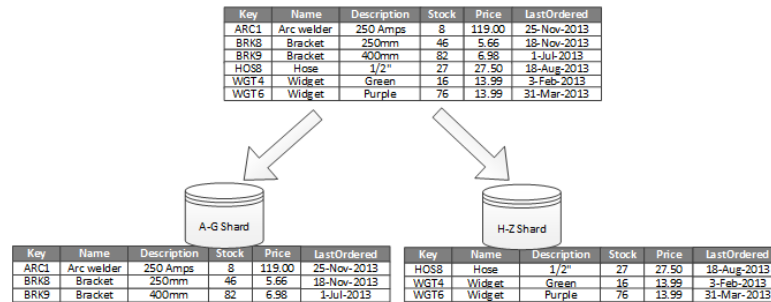 Key Name Description Stock Price LastOrdered
ARC1 Arc welder 250 Amps 8 119.00 25-Nov-2013
BRK8 Bracket 250mm 46 5.66 18-Nov-2013
BRK9 Bracket 400mm 82 6.98 1-Jul-2013
HOS8 Hose 1/2" 27 27.50 18-Aug-2013
WGT4 Widget Green 16 13.99 3-Feb-2013
WGT6 Widget Purple 76 13.99 31-Mar-2013
A-G Shard
H-Z Shard
Key Name Description Stock Price LastOrdered
ARC1 Arc welder 250 Amps 8 119.00 25-Nov-2013
BRK8 Bracket 250mm 46 5.66 18-Nov-2013
BRK9 Bracket 400mm 82 6.98 1-Jul-2013
Key Name Description Stock Price LastOrdered
HOS8 Hose 1/2" 27 27.50 18-Aug-2013
WGT4 Widget Green 16 13.99 3-Feb-2013
WGT6 Widget Purple 76 13.99 31-Mar-2013